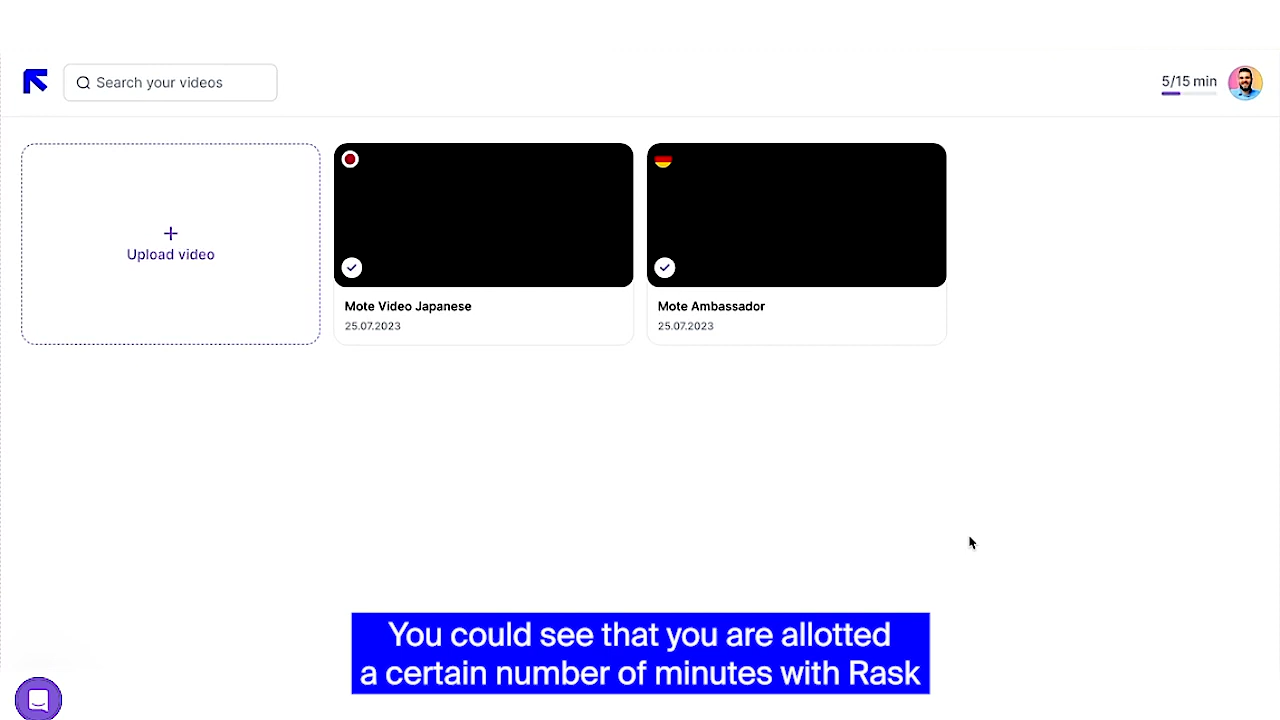 Search your videos
5/15 min
+
Upload video
Mote Video Japanese
25.07.2023
Mote Ambassador
25.07.2023
You could see that you are allotted
a certain number of minutes with Rask